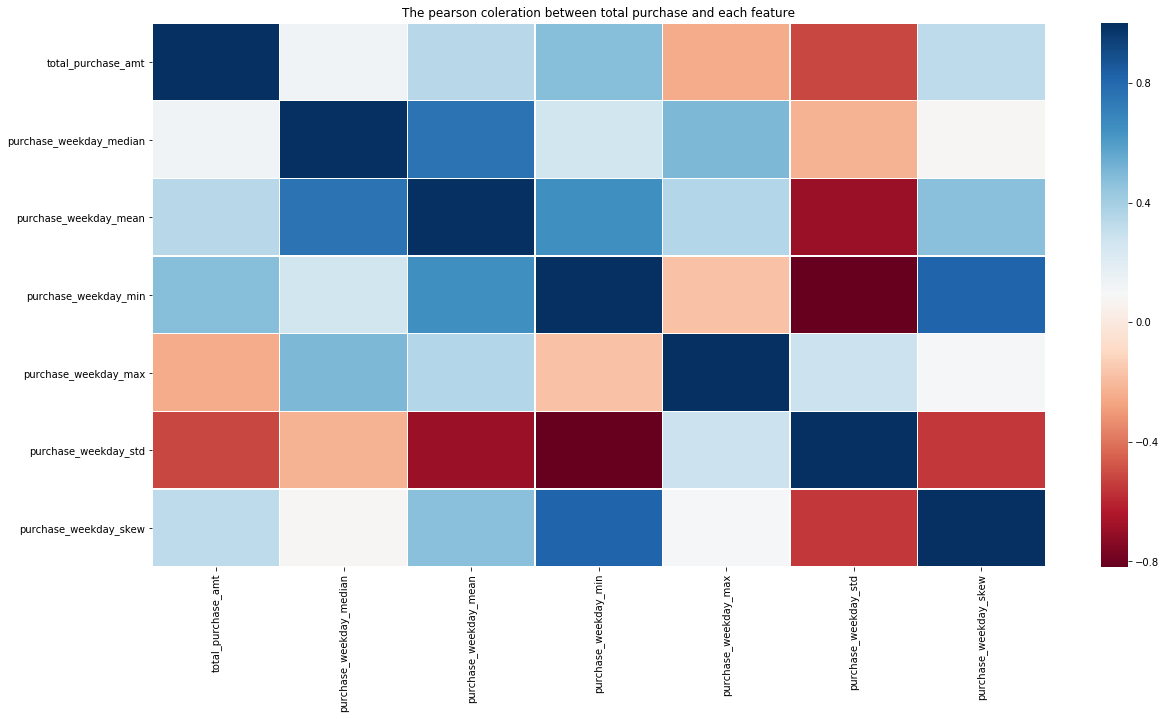 The pearson coleration between total purchase and each feature
total_purchase_amt
purchase_weekday_median
purchase_weekday_mean
purchase_weekday_min
purchase_weekday_max
purchase_weekday_std
purchase_weekday_skew
total_purchase_amt
purchase_weekday_median
purchase_weekday_mean
purchase_weekday_min
purchase_weekday_max
purchase_weekday_std
purchase_weekday_skew
0.8
0.4
0.0
−0.4
−0.8